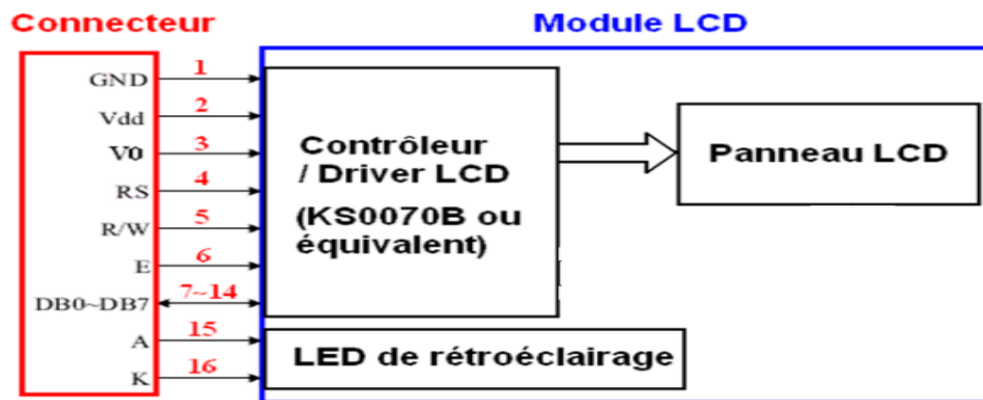 Connecteur
Module LCD
GND 1
Vdd 2
V0 3
RS 4
R/W 5
E 6
DB0~DB7 7~14
A 15
K 16
Contrôleur
/ Driver LCD
(KS0070B ou
équivalent)
Panneau LCD
LED de rétroéclairage